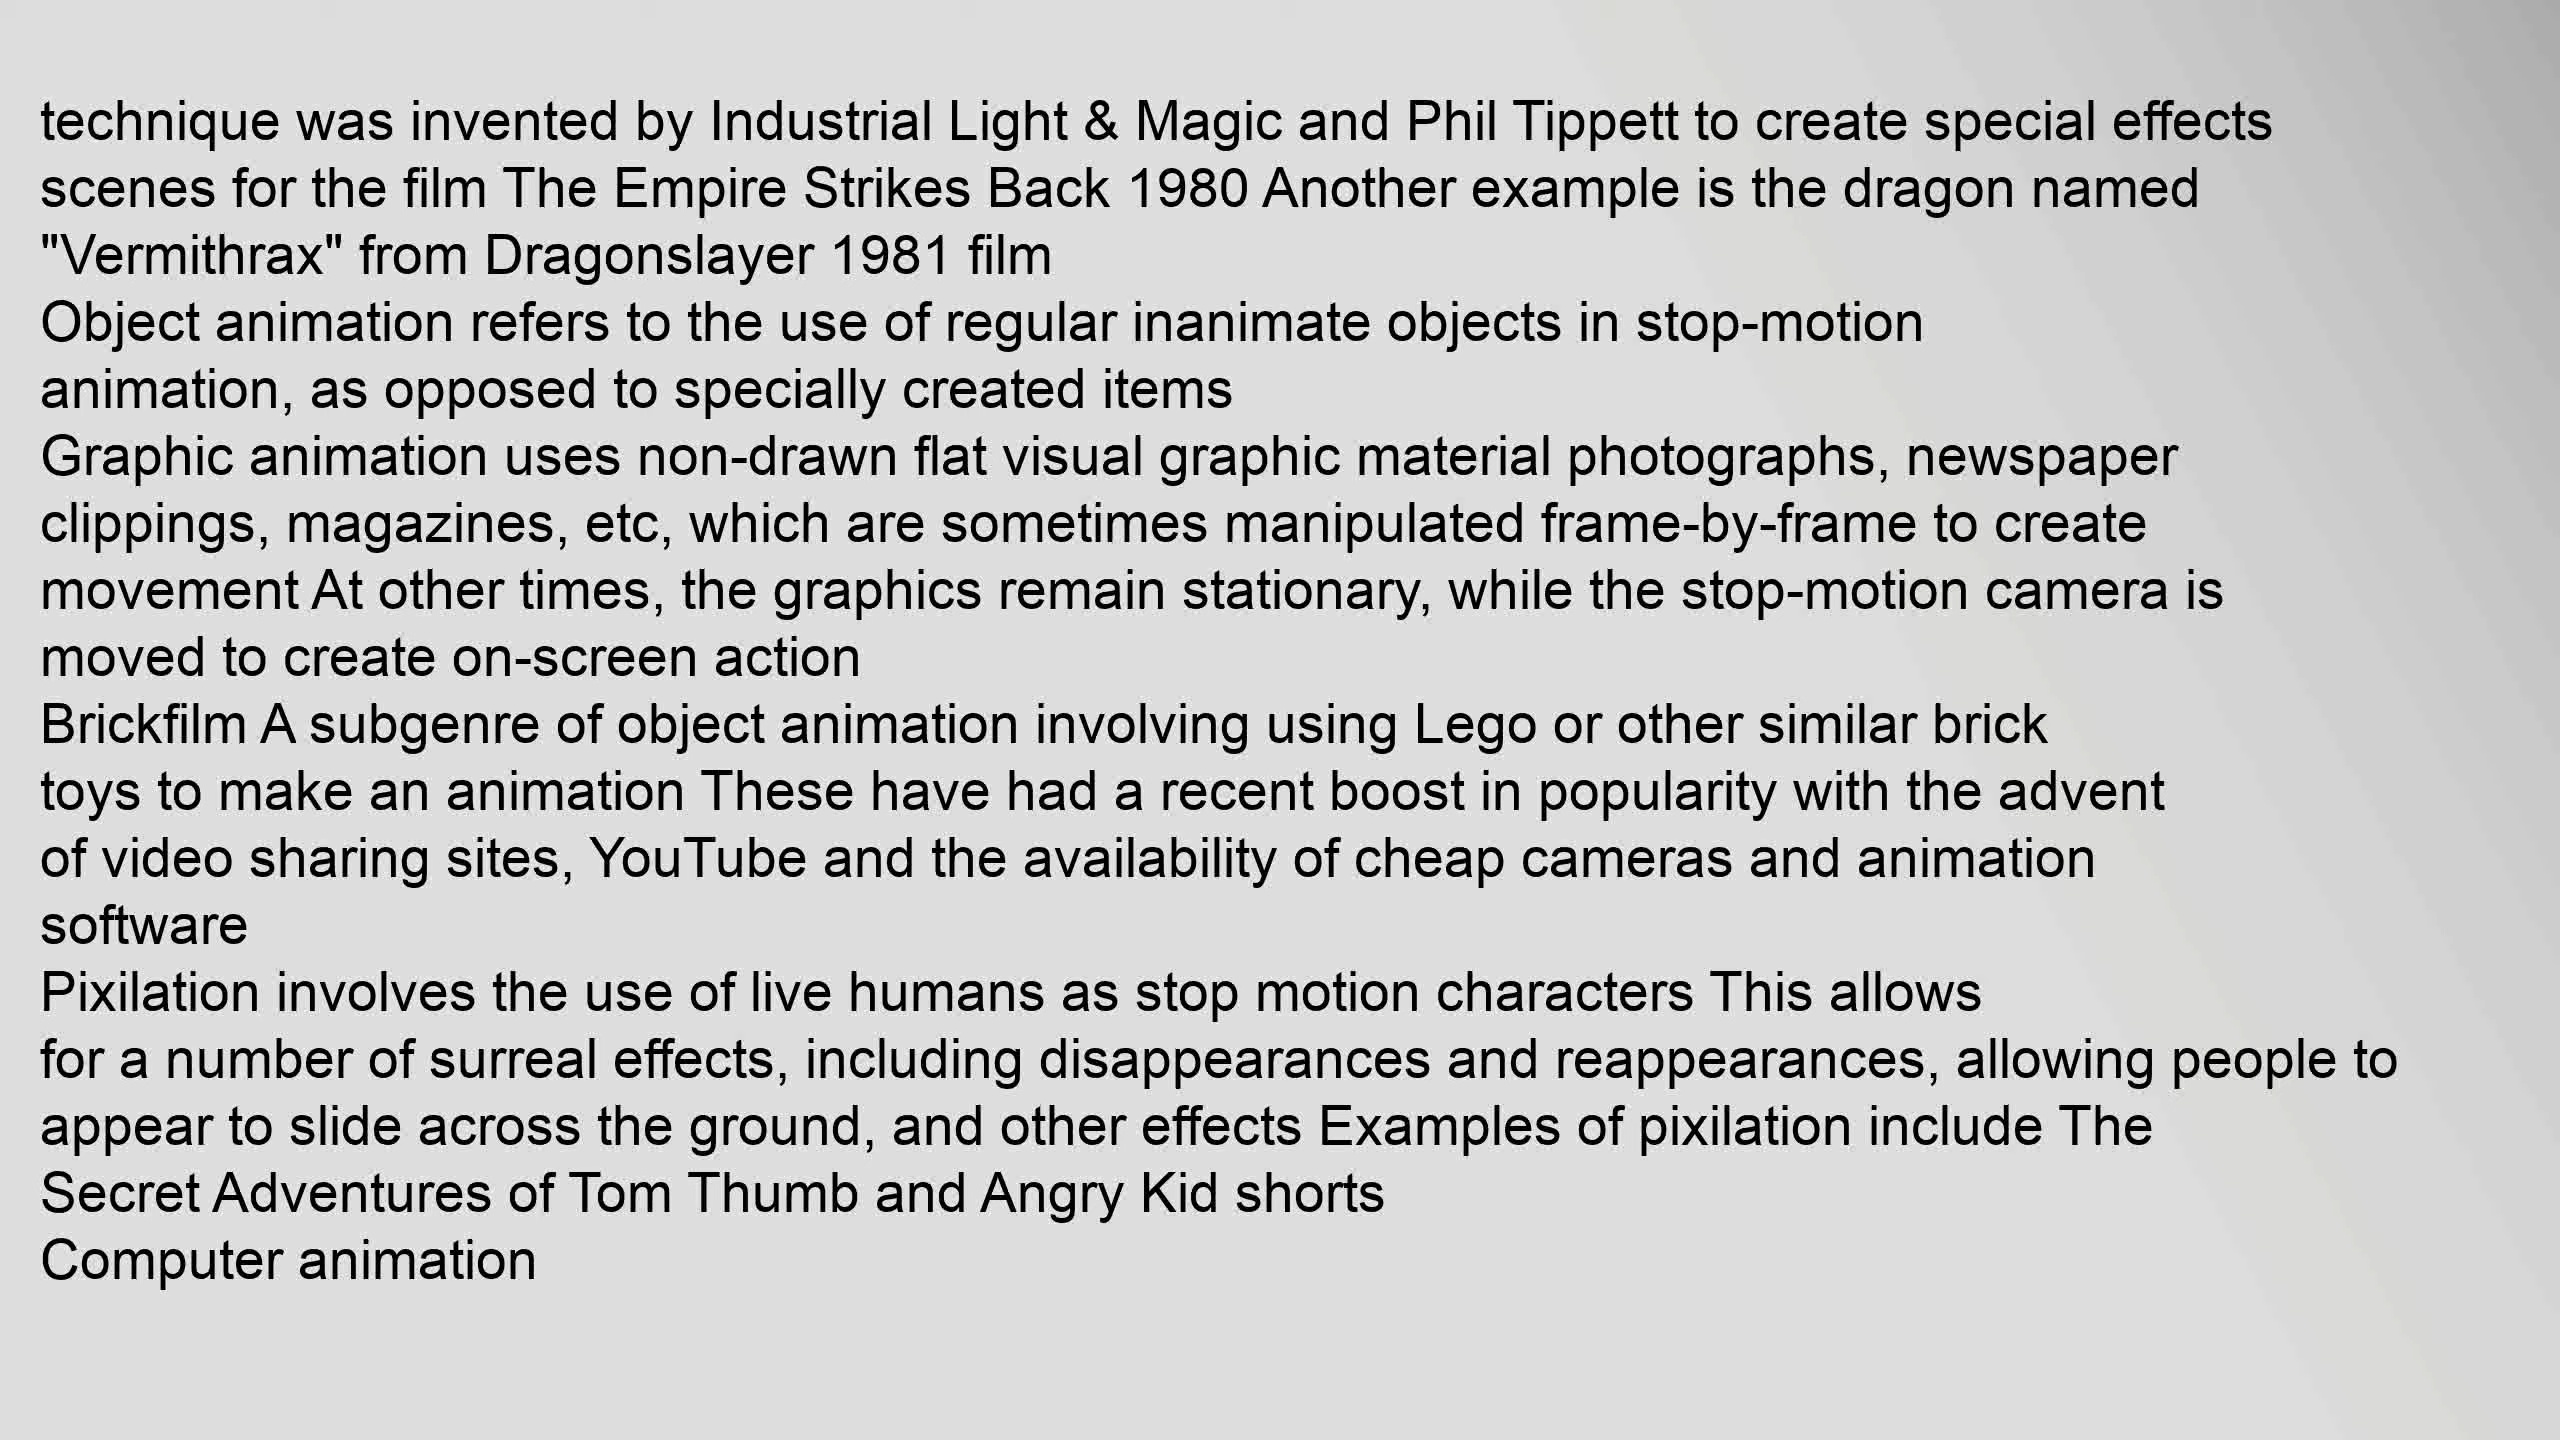 technique was invented by Industrial Light & Magic and Phil Tippett to create special effects
scenes for the film The Empire Strikes Back 1980 Another example is the dragon named
"Vermithrax" from Dragonslayer 1981 film
Object animation refers to the use of regular inanimate objects in stop-motion
animation, as opposed to specially created items
Graphic animation uses non-drawn flat visual graphic material photographs, newspaper
clippings, magazines, etc, which are sometimes manipulated frame-by-frame to create
movement At other times, the graphics remain stationary, while the stop-motion camera is
moved to create on-screen action
Brickfilm A subgenre of object animation involving using Lego or other similar brick
toys to make an animation These have had a recent boost in popularity with the advent
of video sharing sites, YouTube and the availability of cheap cameras and animation
software
Pixilation involves the use of live humans as stop motion characters This allows
for a number of surreal effects, including disappearances and reappearances, allowing people to
appear to slide across the ground, and other effects Examples of pixilation include The
Secret Adventures of Tom Thumb and Angry Kid shorts
Computer animation